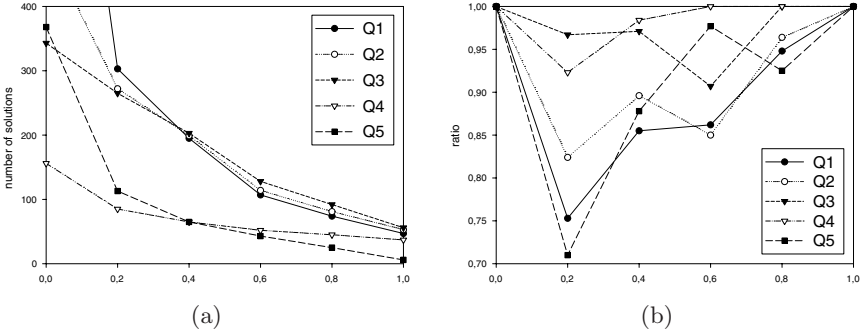 400
300
200
100
0
number of solutions
0,0 0,2 0,4 0,6 0,8 1,0
Q1
Q2
Q3
Q4
Q5
(a)
1,00
0,95
0,90
0,85
0,80
0,75
0,70
ratio
0,0 0,2 0,4 0,6 0,8 1,0
Q1
Q2
Q3
Q4
Q5
(b)